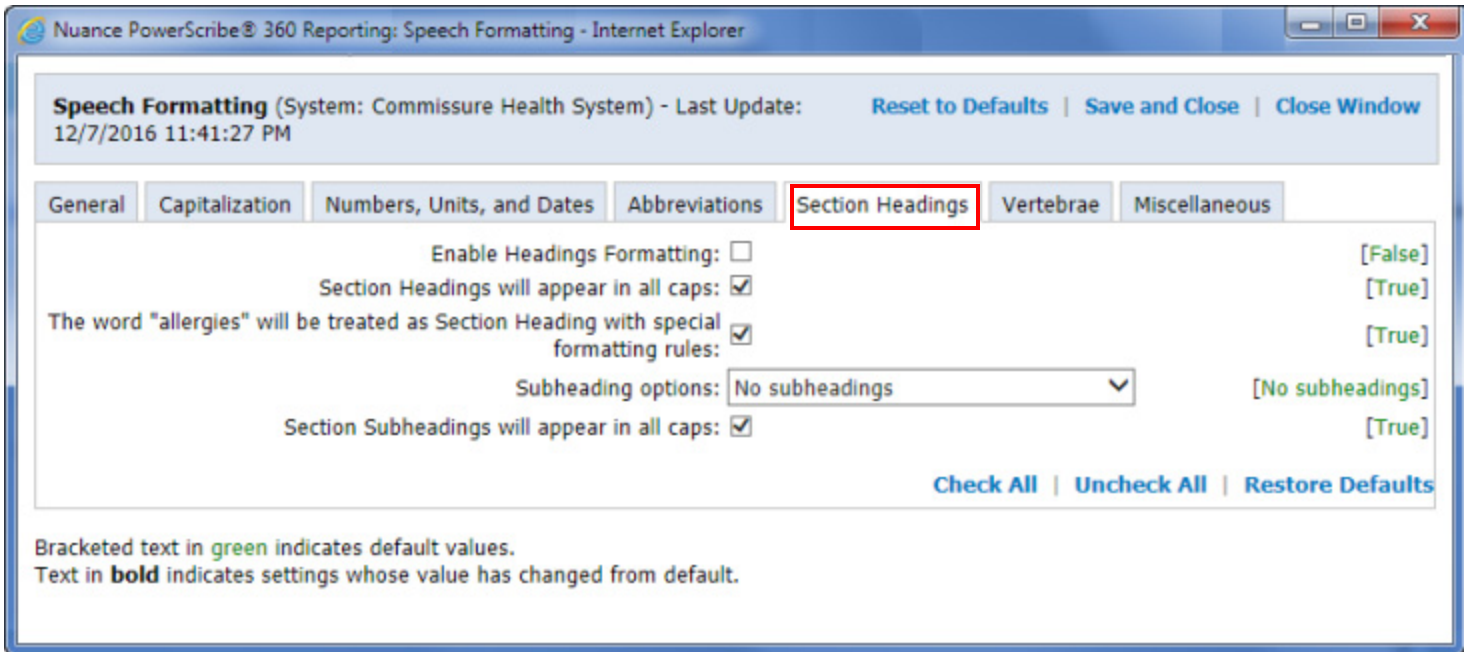 Nuance PowerScribe® 360 Reporting: Speech Formatting - Internet Explorer
Speech Formatting (System: Commissure Health System) - Last Update: Reset to Defaults | Save and Close | Close Window
12/7/2016 11:41:27 PM
General Capitalization Numbers, Units, and Dates Abbreviations Section Headings Vertebrae Miscellaneous
Enable Headings Formatting: [False]
Section Headings will appear in all caps: [True]
The word "allergies" will be treated as Section Heading with special
formatting rules: [True]
Subheading options: No subheadings [No subheadings]
Section Subheadings will appear in all caps: [True]
Check All | Uncheck All | Restore Defaults
Bracketed text in green indicates default values.
Text in bold indicates settings whose value has changed from default.